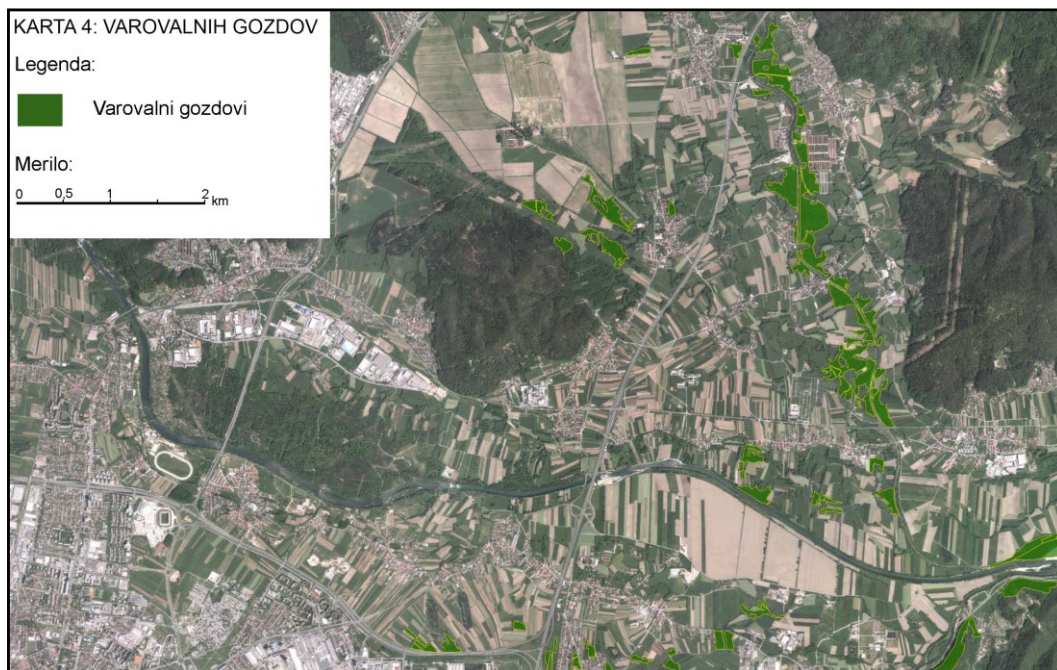 KARTA 4: VAROVALNIH GOZDOV
Legenda:
Varovalni gozdovi
Merilo:
0 0,5 1 2 km